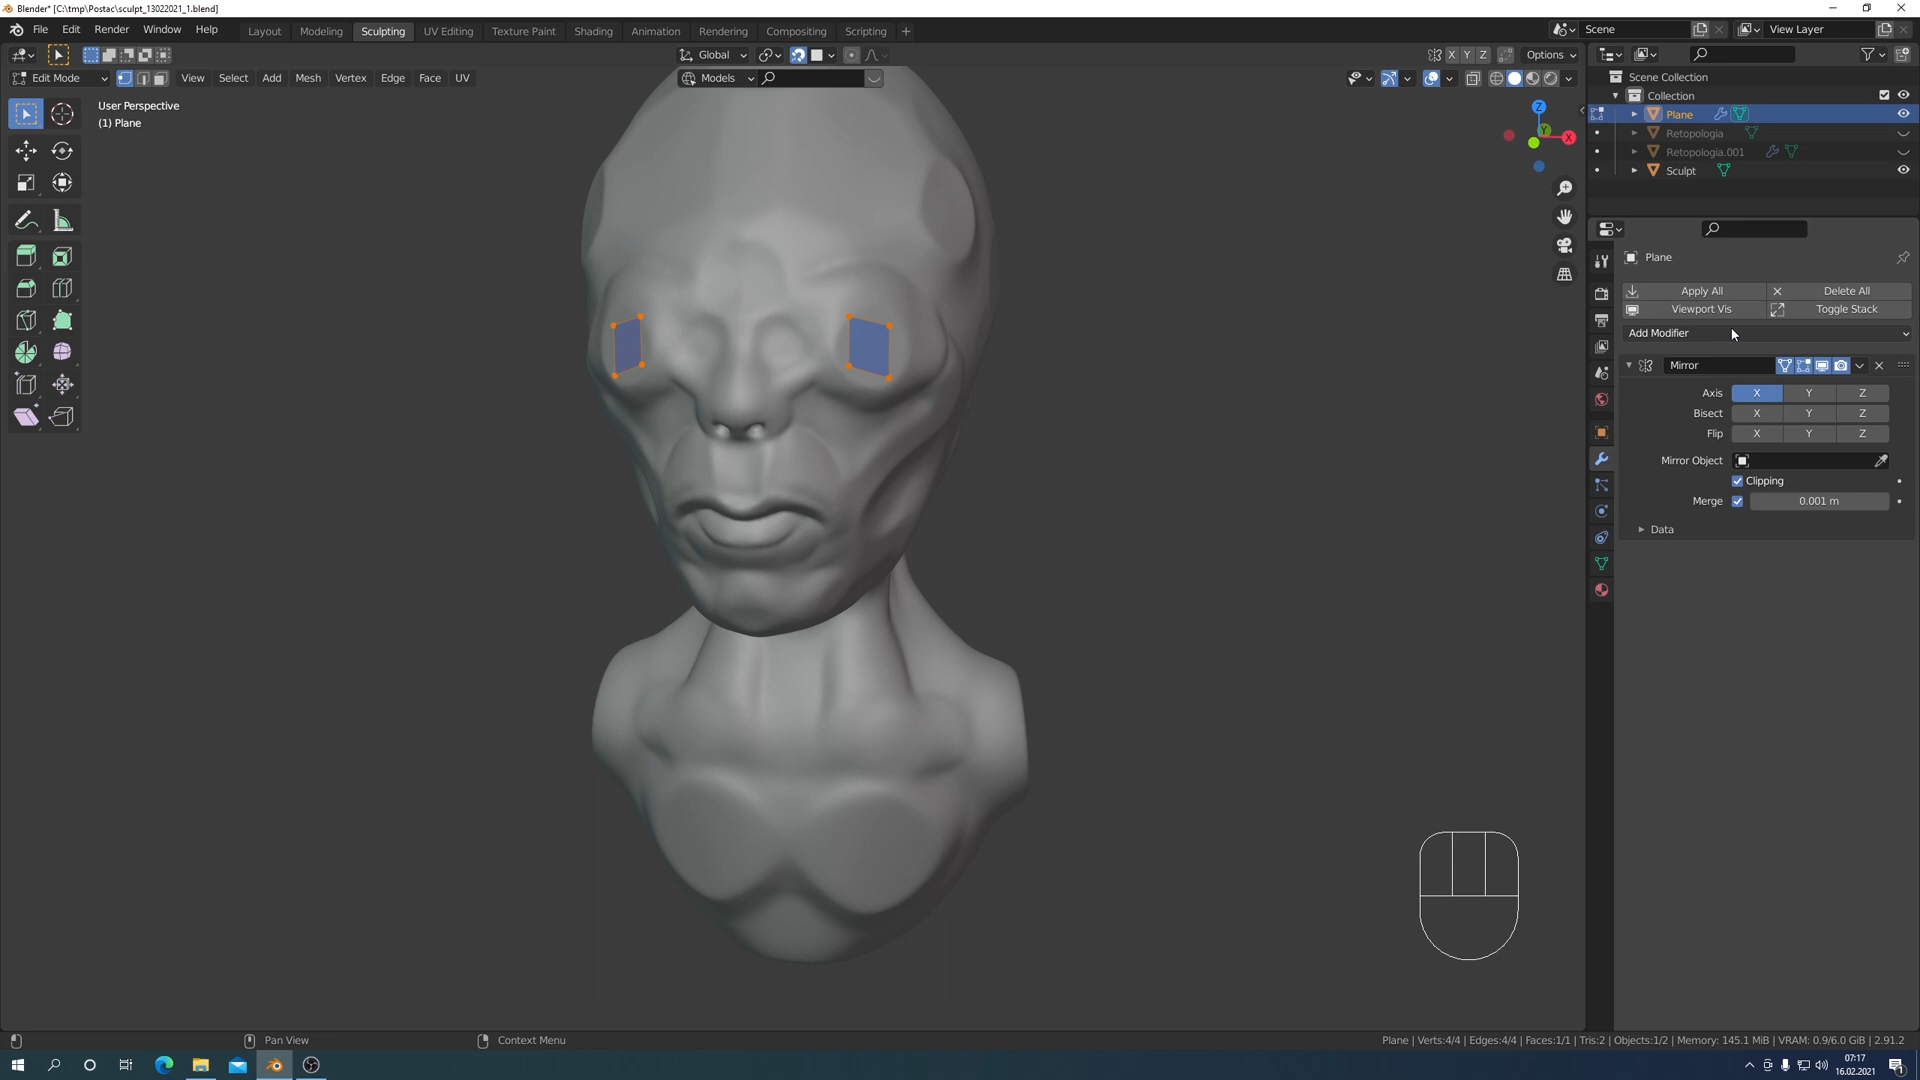 Blender* [C:\tmp\Postac\sculpt_13022021_1.blend]
File Edit Render Window Help Layout Modeling Sculpting UV Editing Texture Paint Shading Animation Rendering Compositing Scripting + Scene View Layer
Global X Y Z Options
Edit Mode View Select Add Mesh Vertex Edge Face UV Models
User Perspective
(1) Plane
Z
Y
X
Scene Collection
Collection
Plane
Retopologia
Retopologia.001
Sculpt
Plane
Apply All Delete All
Viewport Vis Toggle Stack
Add Modifier
Mirror
Axis X Y Z
Bisect X Y Z
Flip X Y Z
Mirror Object
Clipping
Merge 0.001 m
Data
Pan View Context Menu Plane | Verts:4/4 | Edges:4/4 | Faces:1/1 | Tris:2 | Objects:1/2 | Memory: 145.1 MiB | VRAM: 0.9/6.0 GiB | 2.91.2
07:17
16.02.2021